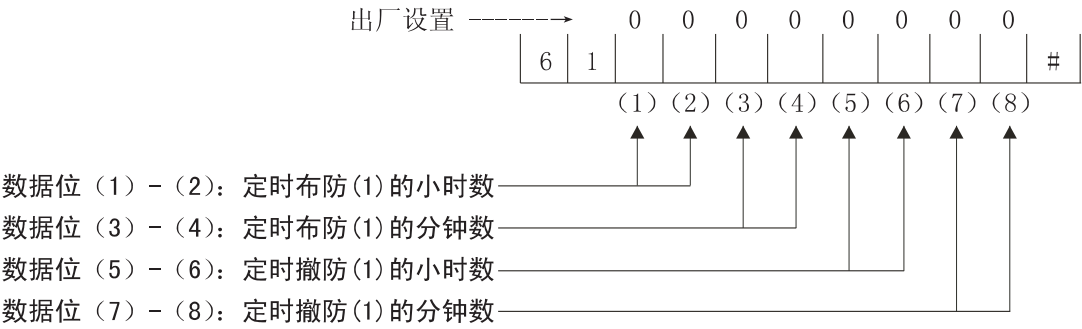 出厂设置 0 0 0 0 0 0 0 0
6 1 #
(1) (2) (3) (4) (5) (6) (7) (8)
数据位（1）-（2）：定时布防(1)的小时数
数据位（3）-（4）：定时布防(1)的分钟数
数据位（5）-（6）：定时撤防(1)的小时数
数据位（7）-（8）：定时撤防(1)的分钟数